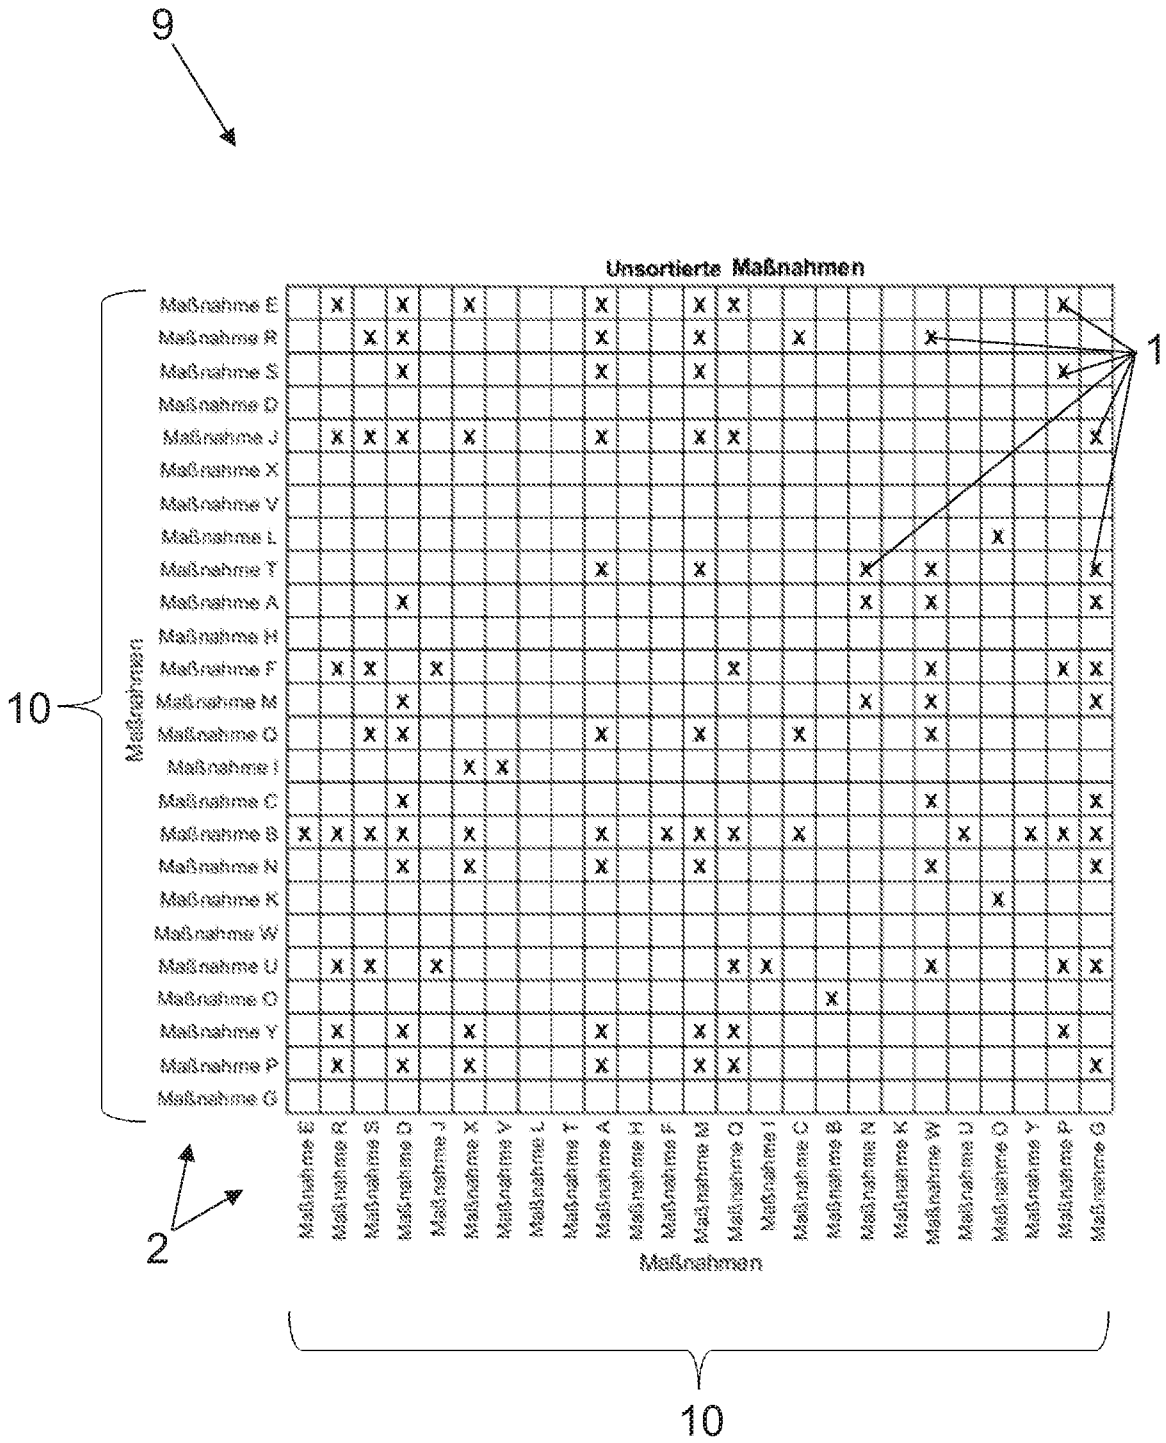 9
Unsortierte Maßnahmen
Maßnahme E X X X X X X X
Maßnahme R X X X X X X
1
Maßnahme S X X X X
Maßnahme D
Maßnahme J X X X X X X X X
Maßnahme X
Maßnahme V
Maßnahme L X
Maßnahme T X X X X X
Maßnahme A X X X X
Maßnahme H
Maßnahme F X X X X X X X
Maßnahme M X X X X
10
Maßnahmen
Maßnahme Q X X X X X X
Maßnahme I X X
Maßnahme C X X X
Maßnahme B X X X X X X X X X X X X X X
Maßnahme N X X X X X X
Maßnahme K X
Maßnahme W
Maßnahme U X X X X X X X X
Maßnahme O X
Maßnahme Y X X X X X X X
Maßnahme P X X X X X X X
Maßnahme G
Maßnahme E
Maßnahme R
Maßnahme S
Maßnahme D
Maßnahme J
Maßnahme X
Maßnahme V
Maßnahme L
Maßnahme T
Maßnahme A
Maßnahme H
Maßnahme F
Maßnahme M
Maßnahme Q
Maßnahme I
Maßnahme C
Maßnahme B
Maßnahme N
Maßnahme K
Maßnahme W
Maßnahme U
Maßnahme O
Maßnahme Y
Maßnahme P
Maßnahme G
2
Maßnahmen
10